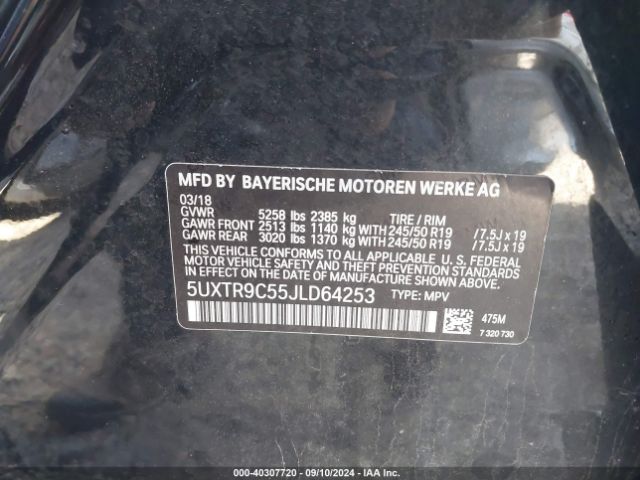 MFD BY BAYERISCHE MOTOREN WERKE AG
03/18
GVWR 5258 lbs 2385 kg TIRE / RIM
GAWR FRONT 2513 lbs 1140 kg WITH 245/50 R19 /7.5J x 19
GAWR REAR 3020 lbs 1370 kg WITH 245/50 R19 /7.5J x 19
THIS VEHICLE CONFORMS TO ALL APPLICABLE U. S. FEDERAL
MOTOR VEHICLE SAFETY AND THEFT PREVENTION STANDARDS
IN EFFECT ON THE DATE OF MANUFACTURE SHOWN ABOVE.
5UXTR9C55JLD64253 TYPE: MPV
475M
7 320 730
000-40307720 - 09/10/2024 - IAA Inc.